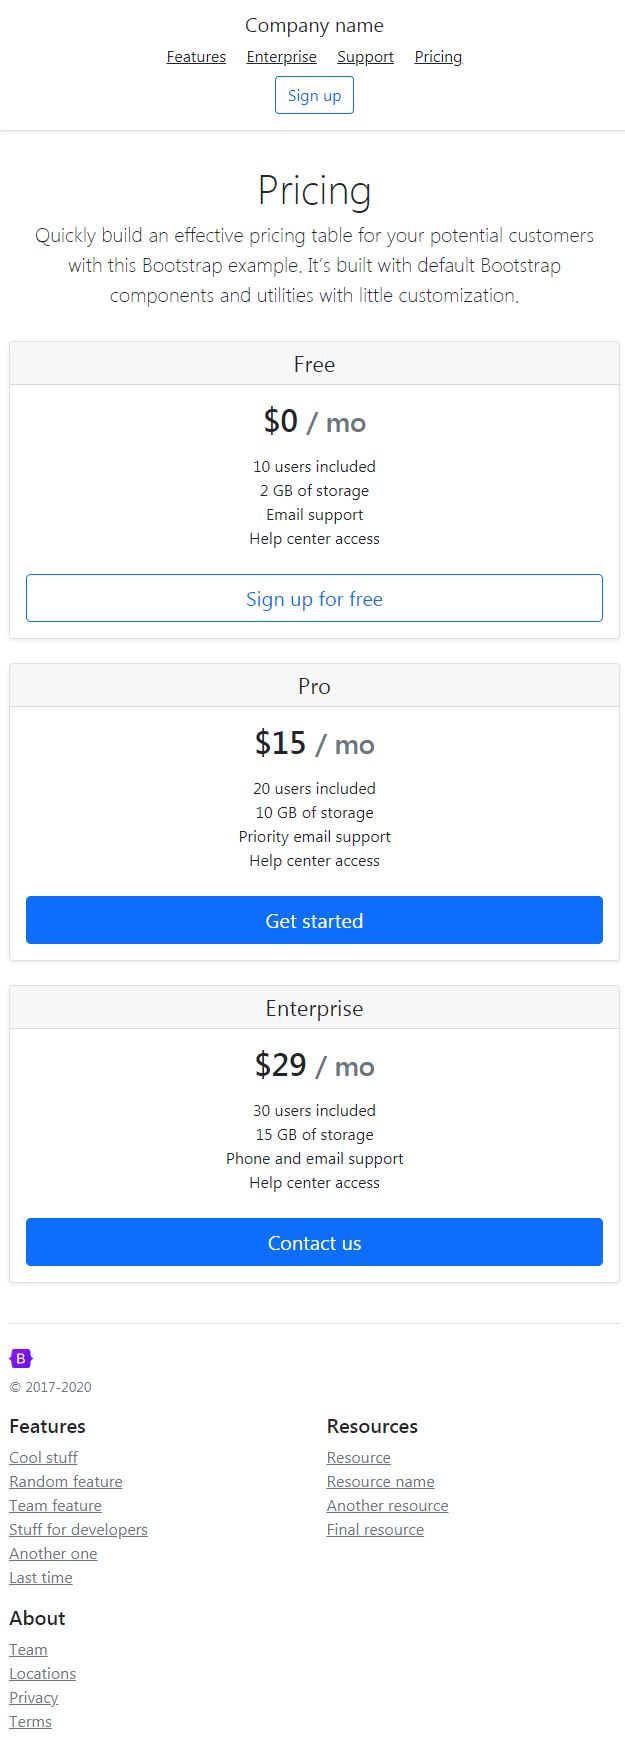 Company name
Features Enterprise Support Pricing
Sign up
Pricing
Quickly build an effective pricing table for your potential customers
with this Bootstrap example. It’s built with default Bootstrap
components and utilities with little customization.
Free
$0 / mo
10 users included
2 GB of storage
Email support
Help center access
Sign up for free
Pro
$15 / mo
20 users included
10 GB of storage
Priority email support
Help center access
Get started
Enterprise
$29 / mo
30 users included
15 GB of storage
Phone and email support
Help center access
Contact us
B
© 2017-2020
Features
Cool stuff
Random feature
Team feature
Stuff for developers
Another one
Last time
Resources
Resource
Resource name
Another resource
Final resource
About
Team
Locations
Privacy
Terms